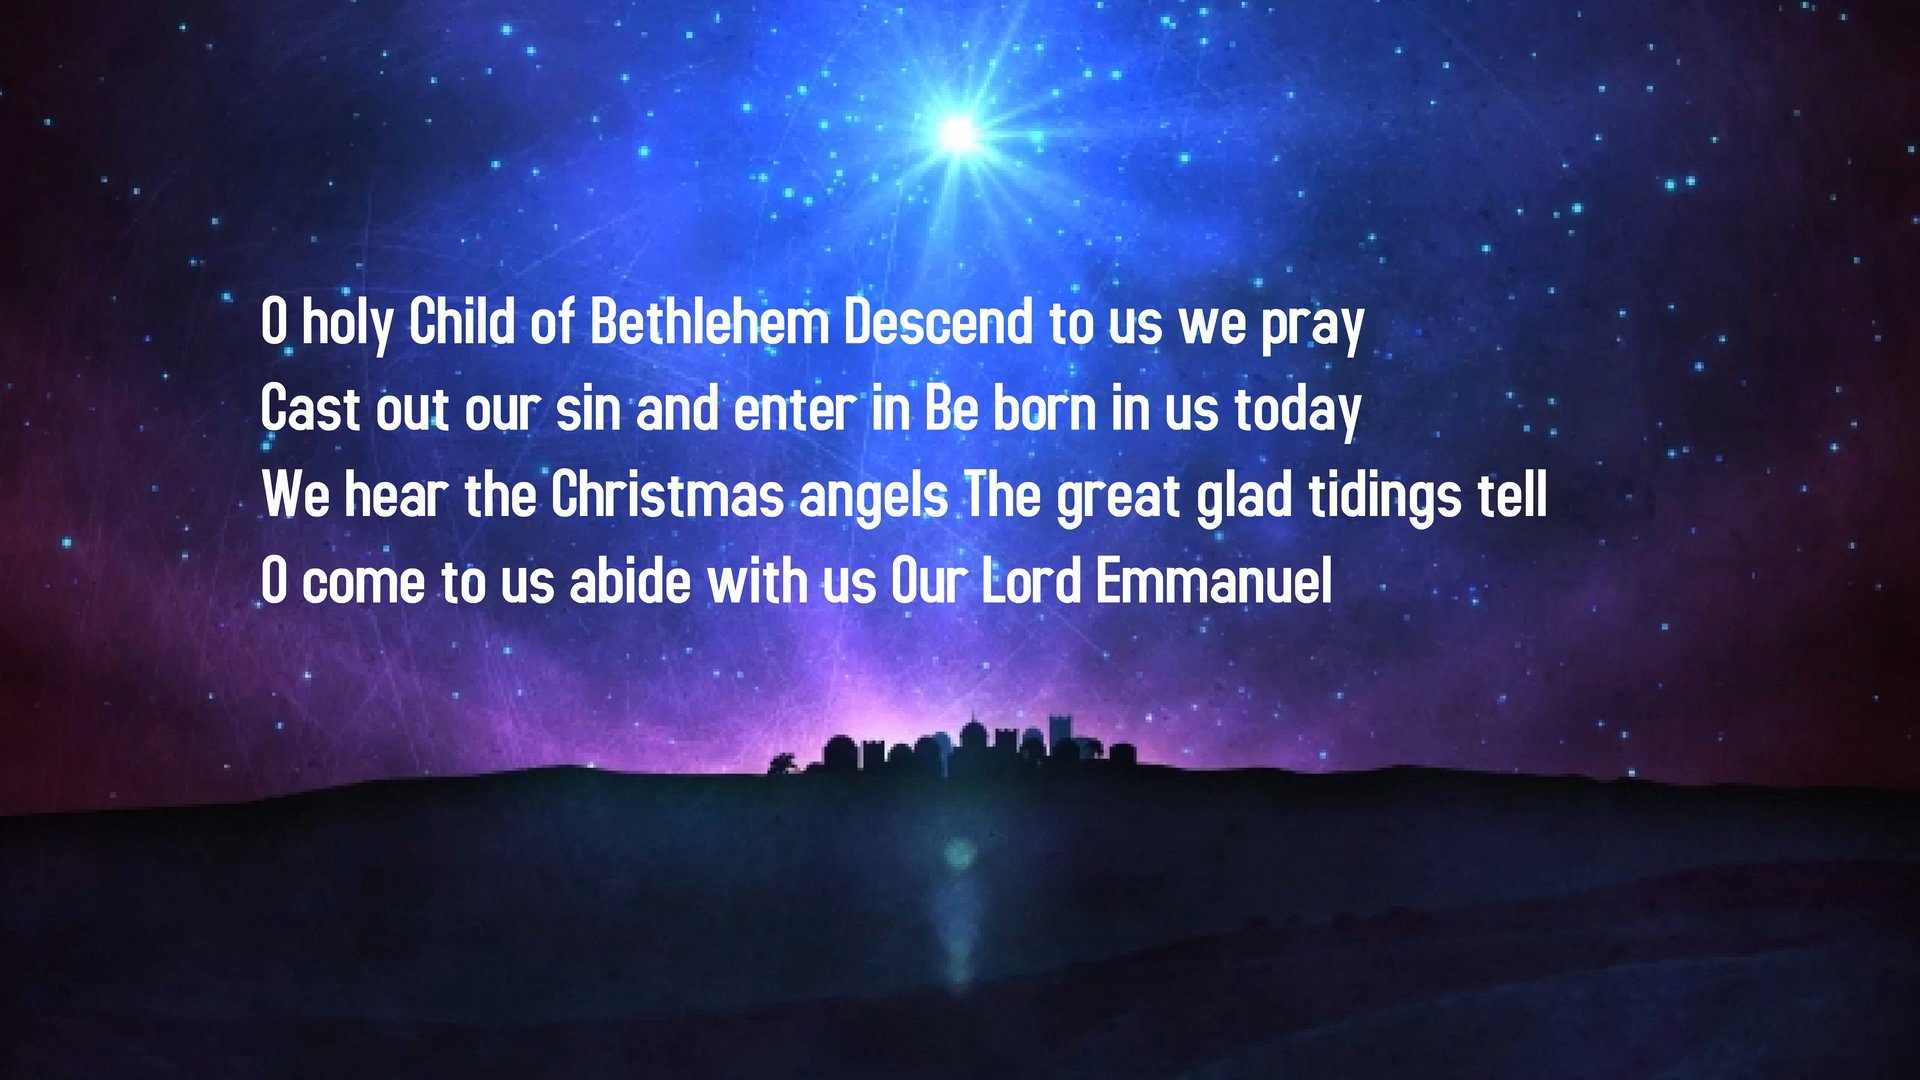 O holy Child of Bethlehem Descend to us we pray
Cast out our sin and enter in Be born in us today
We hear the Christmas angels The great glad tidings tell
O come to us abide with us Our Lord Emmanuel